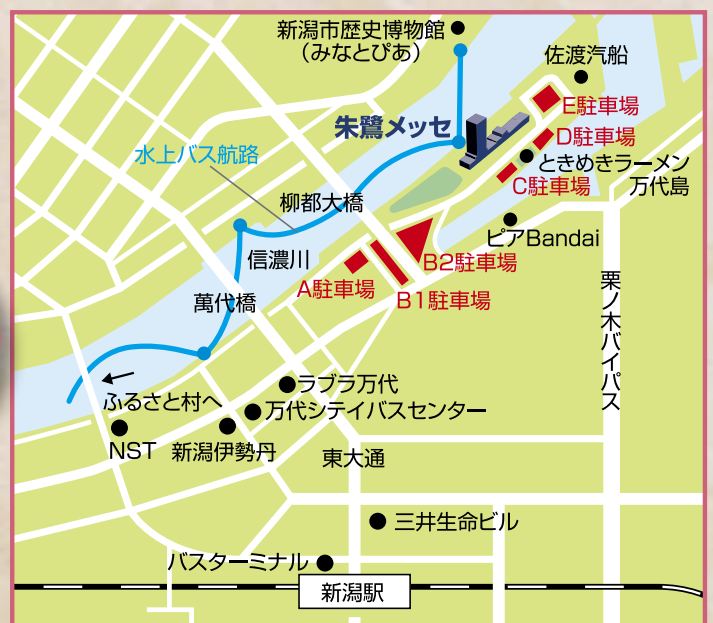 新潟市歴史博物館
（みなとぴあ）
佐渡汽船
E駐車場
朱鷺メッセ
D駐車場
水上バス航路
ときめきラーメン
万代島
C駐車場
柳都大橋
ピアBandai
信濃川
B2駐車場
A駐車場
B1駐車場
萬代橋
栗ノ木バイパス
ラブラ万代
ふるさと村へ
万代シテイバスセンター
NST
新潟伊勢丹
東大通
三井生命ビル
バスターミナル
新潟駅